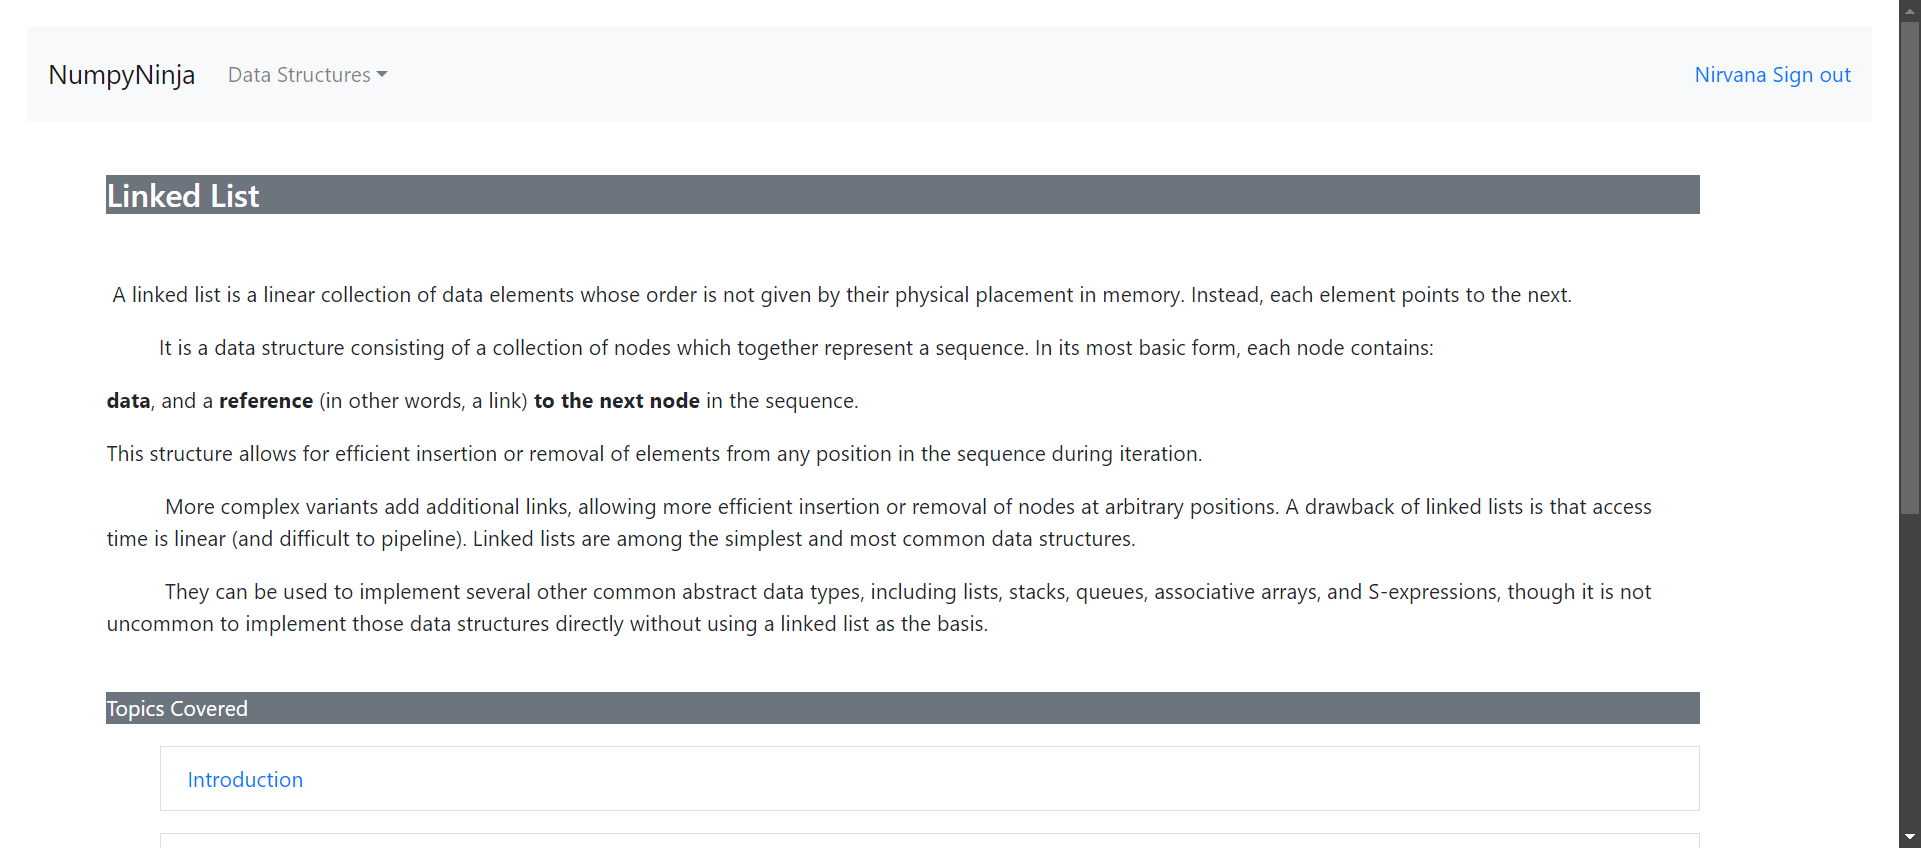 NumpyNinja Data Structures Nirvana Sign out
Linked List
A linked list is a linear collection of data elements whose order is not given by their physical placement in memory. Instead, each element points to the next.
It is a data structure consisting of a collection of nodes which together represent a sequence. In its most basic form, each node contains:
data, and a reference (in other words, a link) to the next node in the sequence.
This structure allows for efficient insertion or removal of elements from any position in the sequence during iteration.
More complex variants add additional links, allowing more efficient insertion or removal of nodes at arbitrary positions. A drawback of linked lists is that access
time is linear (and difficult to pipeline). Linked lists are among the simplest and most common data structures.
They can be used to implement several other common abstract data types, including lists, stacks, queues, associative arrays, and S-expressions, though it is not
uncommon to implement those data structures directly without using a linked list as the basis.
Topics Covered
Introduction